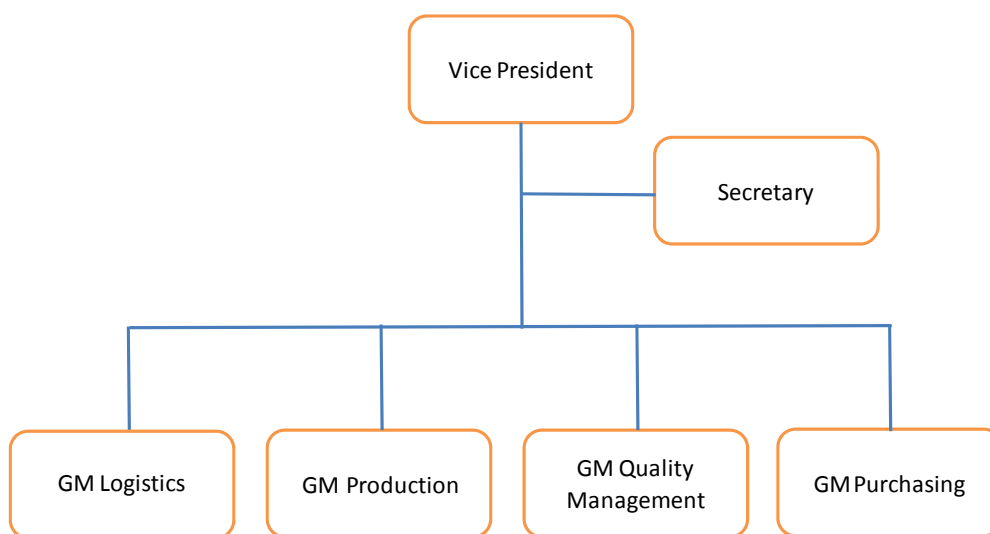 Vice President
Secretary
GM Logistics
GM Production
GM Quality
Management
GM Purchasing